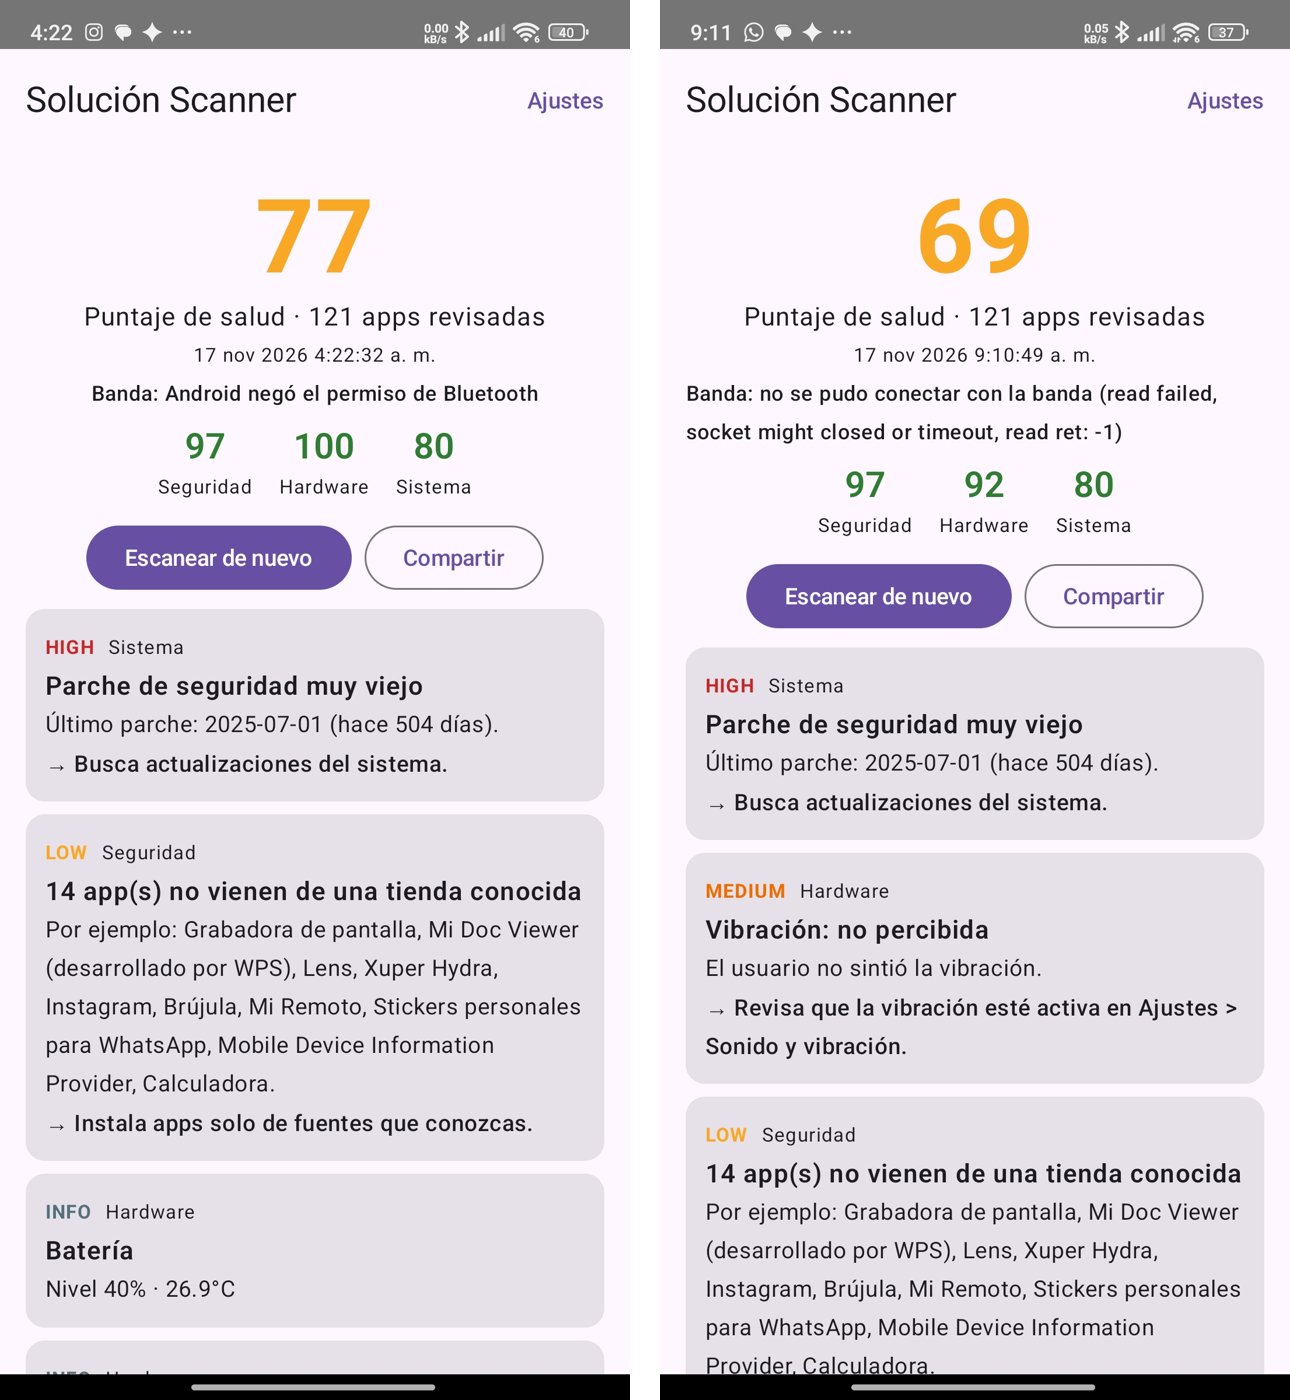 4:22
0.00 kB/s
6
40
Solución Scanner
Ajustes
77
Puntaje de salud · 121 apps revisadas
17 nov 2026 4:22:32 a. m.
Banda: Android negó el permiso de Bluetooth
97 100 80
Seguridad Hardware Sistema
Escanear de nuevo Compartir
HIGH Sistema
Parche de seguridad muy viejo
Último parche: 2025-07-01 (hace 504 días).
→ Busca actualizaciones del sistema.
LOW Seguridad
14 app(s) no vienen de una tienda conocida
Por ejemplo: Grabadora de pantalla, Mi Doc Viewer
(desarrollado por WPS), Lens, Xuper Hydra,
Instagram, Brújula, Mi Remoto, Stickers personales
para WhatsApp, Mobile Device Information
Provider, Calculadora.
→ Instala apps solo de fuentes que conozcas.
INFO Hardware
Batería
Nivel 40% · 26.9°C
9:11
0.05 kB/s
6
37
Solución Scanner
Ajustes
69
Puntaje de salud · 121 apps revisadas
17 nov 2026 9:10:49 a. m.
Banda: no se pudo conectar con la banda (read failed,
socket might closed or timeout, read ret: -1)
97 92 80
Seguridad Hardware Sistema
Escanear de nuevo Compartir
HIGH Sistema
Parche de seguridad muy viejo
Último parche: 2025-07-01 (hace 504 días).
→ Busca actualizaciones del sistema.
MEDIUM Hardware
Vibración: no percibida
El usuario no sintió la vibración.
→ Revisa que la vibración esté activa en Ajustes >
Sonido y vibración.
LOW Seguridad
14 app(s) no vienen de una tienda conocida
Por ejemplo: Grabadora de pantalla, Mi Doc Viewer
(desarrollado por WPS), Lens, Xuper Hydra,
Instagram, Brújula, Mi Remoto, Stickers personales
para WhatsApp, Mobile Device Information
Provider, Calculadora.